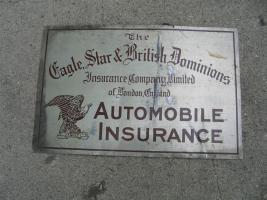 The
Eagle, Star & British Dominions
Insurance Company, Limited
of London, England
AUTOMOBILE
INSURANCE